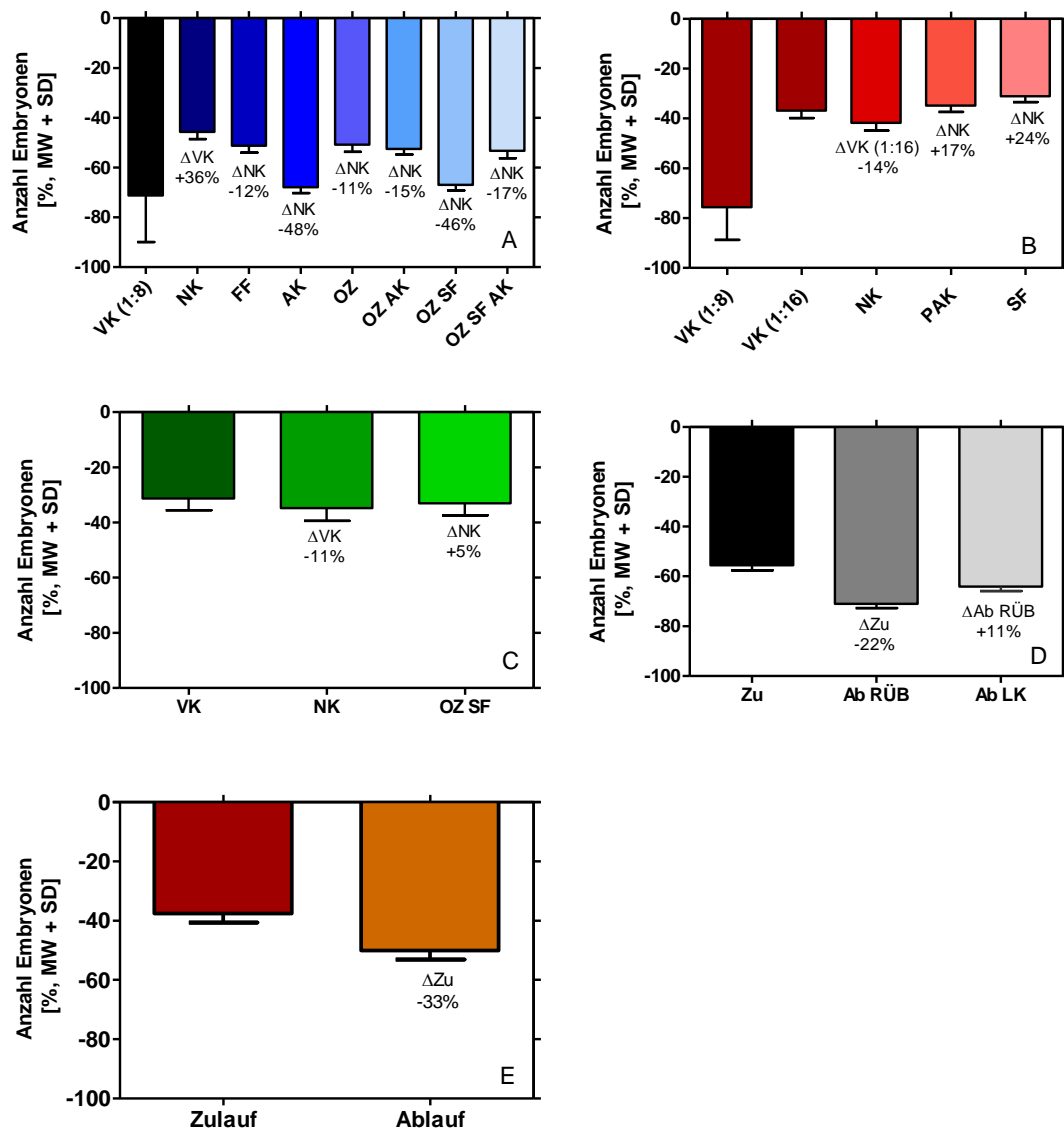 Anzahl Embryonen
[%, MW + SD]
0
-20
-40
-60
-80
-100
ΔVK
+36%
ΔNK
-12%
ΔNK
-48%
ΔNK
-11%
ΔNK
-15%
ΔNK
-46%
ΔNK
-17%
A
VK (1:8)
NK
FF
AK
OZ
OZ AK
OZ SF
OZ SF AK
Anzahl Embryonen
[%, MW + SD]
0
-20
-40
-60
-80
-100
ΔVK (1:16)
-14%
ΔNK
+17%
ΔNK
+24%
B
VK (1:8)
VK (1:16)
NK
PAK
SF
Anzahl Embryonen
[%, MW + SD]
0
-20
-40
-60
-80
-100
ΔVK
-11%
ΔNK
+5%
C
VK
NK
OZ SF
Anzahl Embryonen
[%, MW + SD]
0
-20
-40
-60
-80
-100
ΔZu
-22%
ΔAb RÜB
+11%
D
Zu
Ab RÜB
Ab LK
Anzahl Embryonen
[%, MW + SD]
0
-20
-40
-60
-80
-100
ΔZu
-33%
E
Zulauf
Ablauf